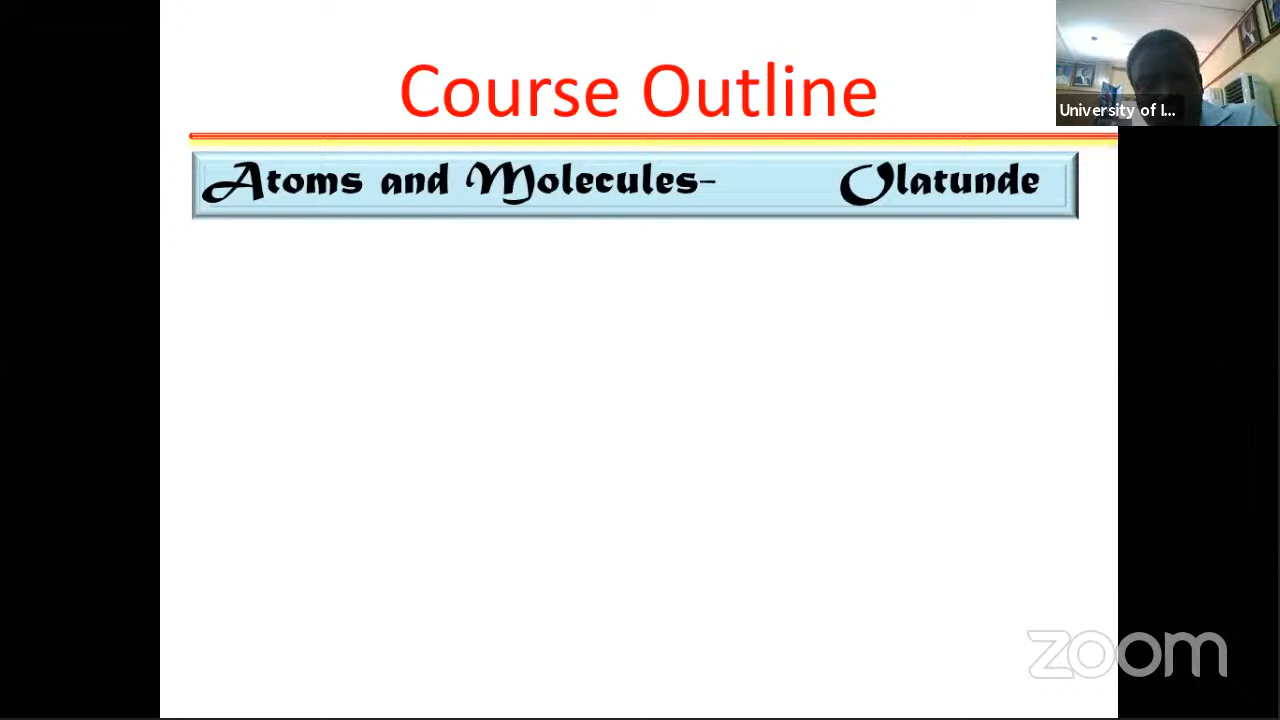 Course Outline
University of I...
Atoms and Molecules- Olatunde
zoom